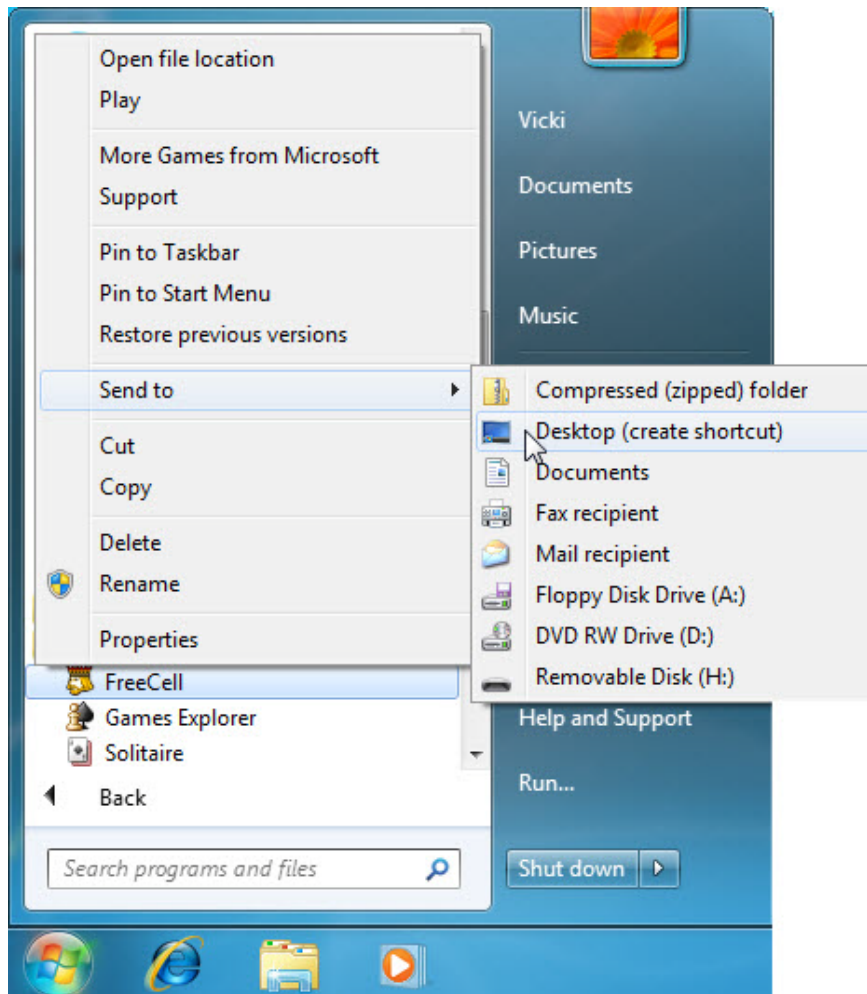 Open file location
Play
More Games from Microsoft
Support
Pin to Taskbar
Pin to Start Menu
Restore previous versions
Send to
Cut
Copy
Delete
Rename
Properties
FreeCell
Games Explorer
Solitaire
Back
Search programs and files
Vicki
Documents
Pictures
Music
Compressed (zipped) folder
Desktop (create shortcut)
Documents
Fax recipient
Mail recipient
Floppy Disk Drive (A:)
DVD RW Drive (D:)
Removable Disk (H:)
Help and Support
Run...
Shut down